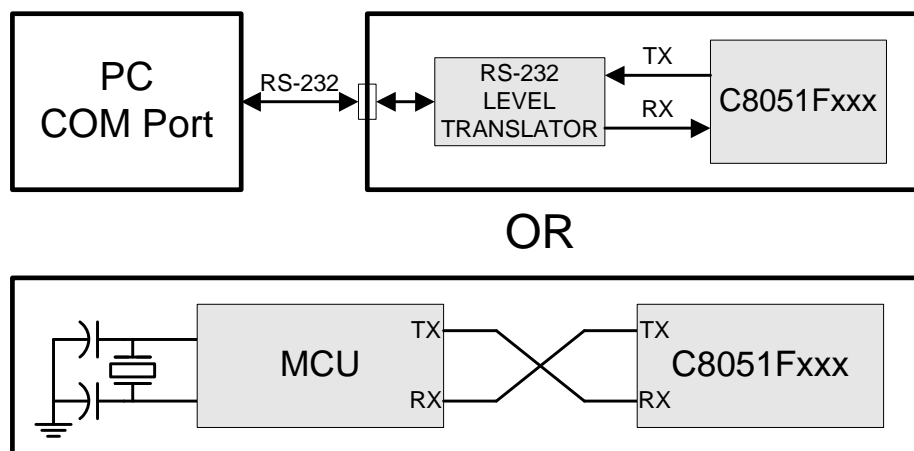 PC
COM Port
RS-232
RS-232
LEVEL
TRANSLATOR
TX
RX
C8051Fxxx
OR
MCU
TX
RX
TX
RX
C8051Fxxx